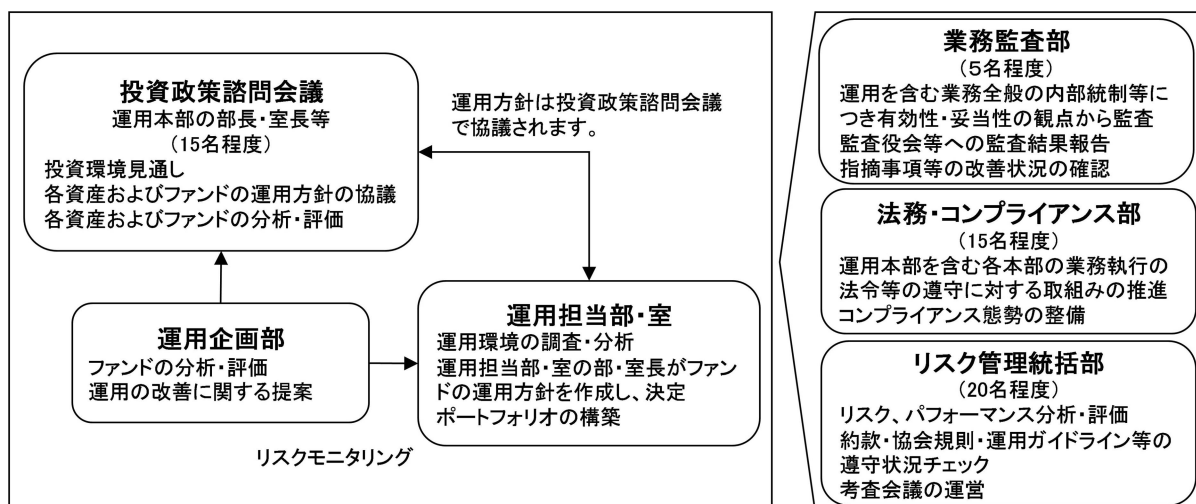 投資政策諮問会議
運用本部の部長・室長等
(15名程度)
投資環境見通し
各資産およびファンドの運用方針の協議
各資産およびファンドの分析・評価
運用方針は投資政策諮問会議
で協議されます。
運用企画部
ファンドの分析・評価
運用の改善に関する提案
運用担当部・室
運用環境の調査・分析
運用担当部・室の部・室長がファン
ドの運用方針を作成し、決定
ポートフォリオの構築
リスクモニタリング
業務監査部
(5名程度)
運用を含む業務全般の内部統制等に
つき有効性・妥当性の観点から監査
監査役会等への監査結果報告
指摘事項等の改善状況の確認
法務・コンプライアンス部
(15名程度)
運用本部を含む各本部の業務執行の
法令等の遵守に対する取組みの推進
コンプライアンス態勢の整備
リスク管理統括部
(20名程度)
リスク、パフォーマンス分析・評価
約款・協会規則・運用ガイドライン等の
遵守状況チェック
考査会議の運営